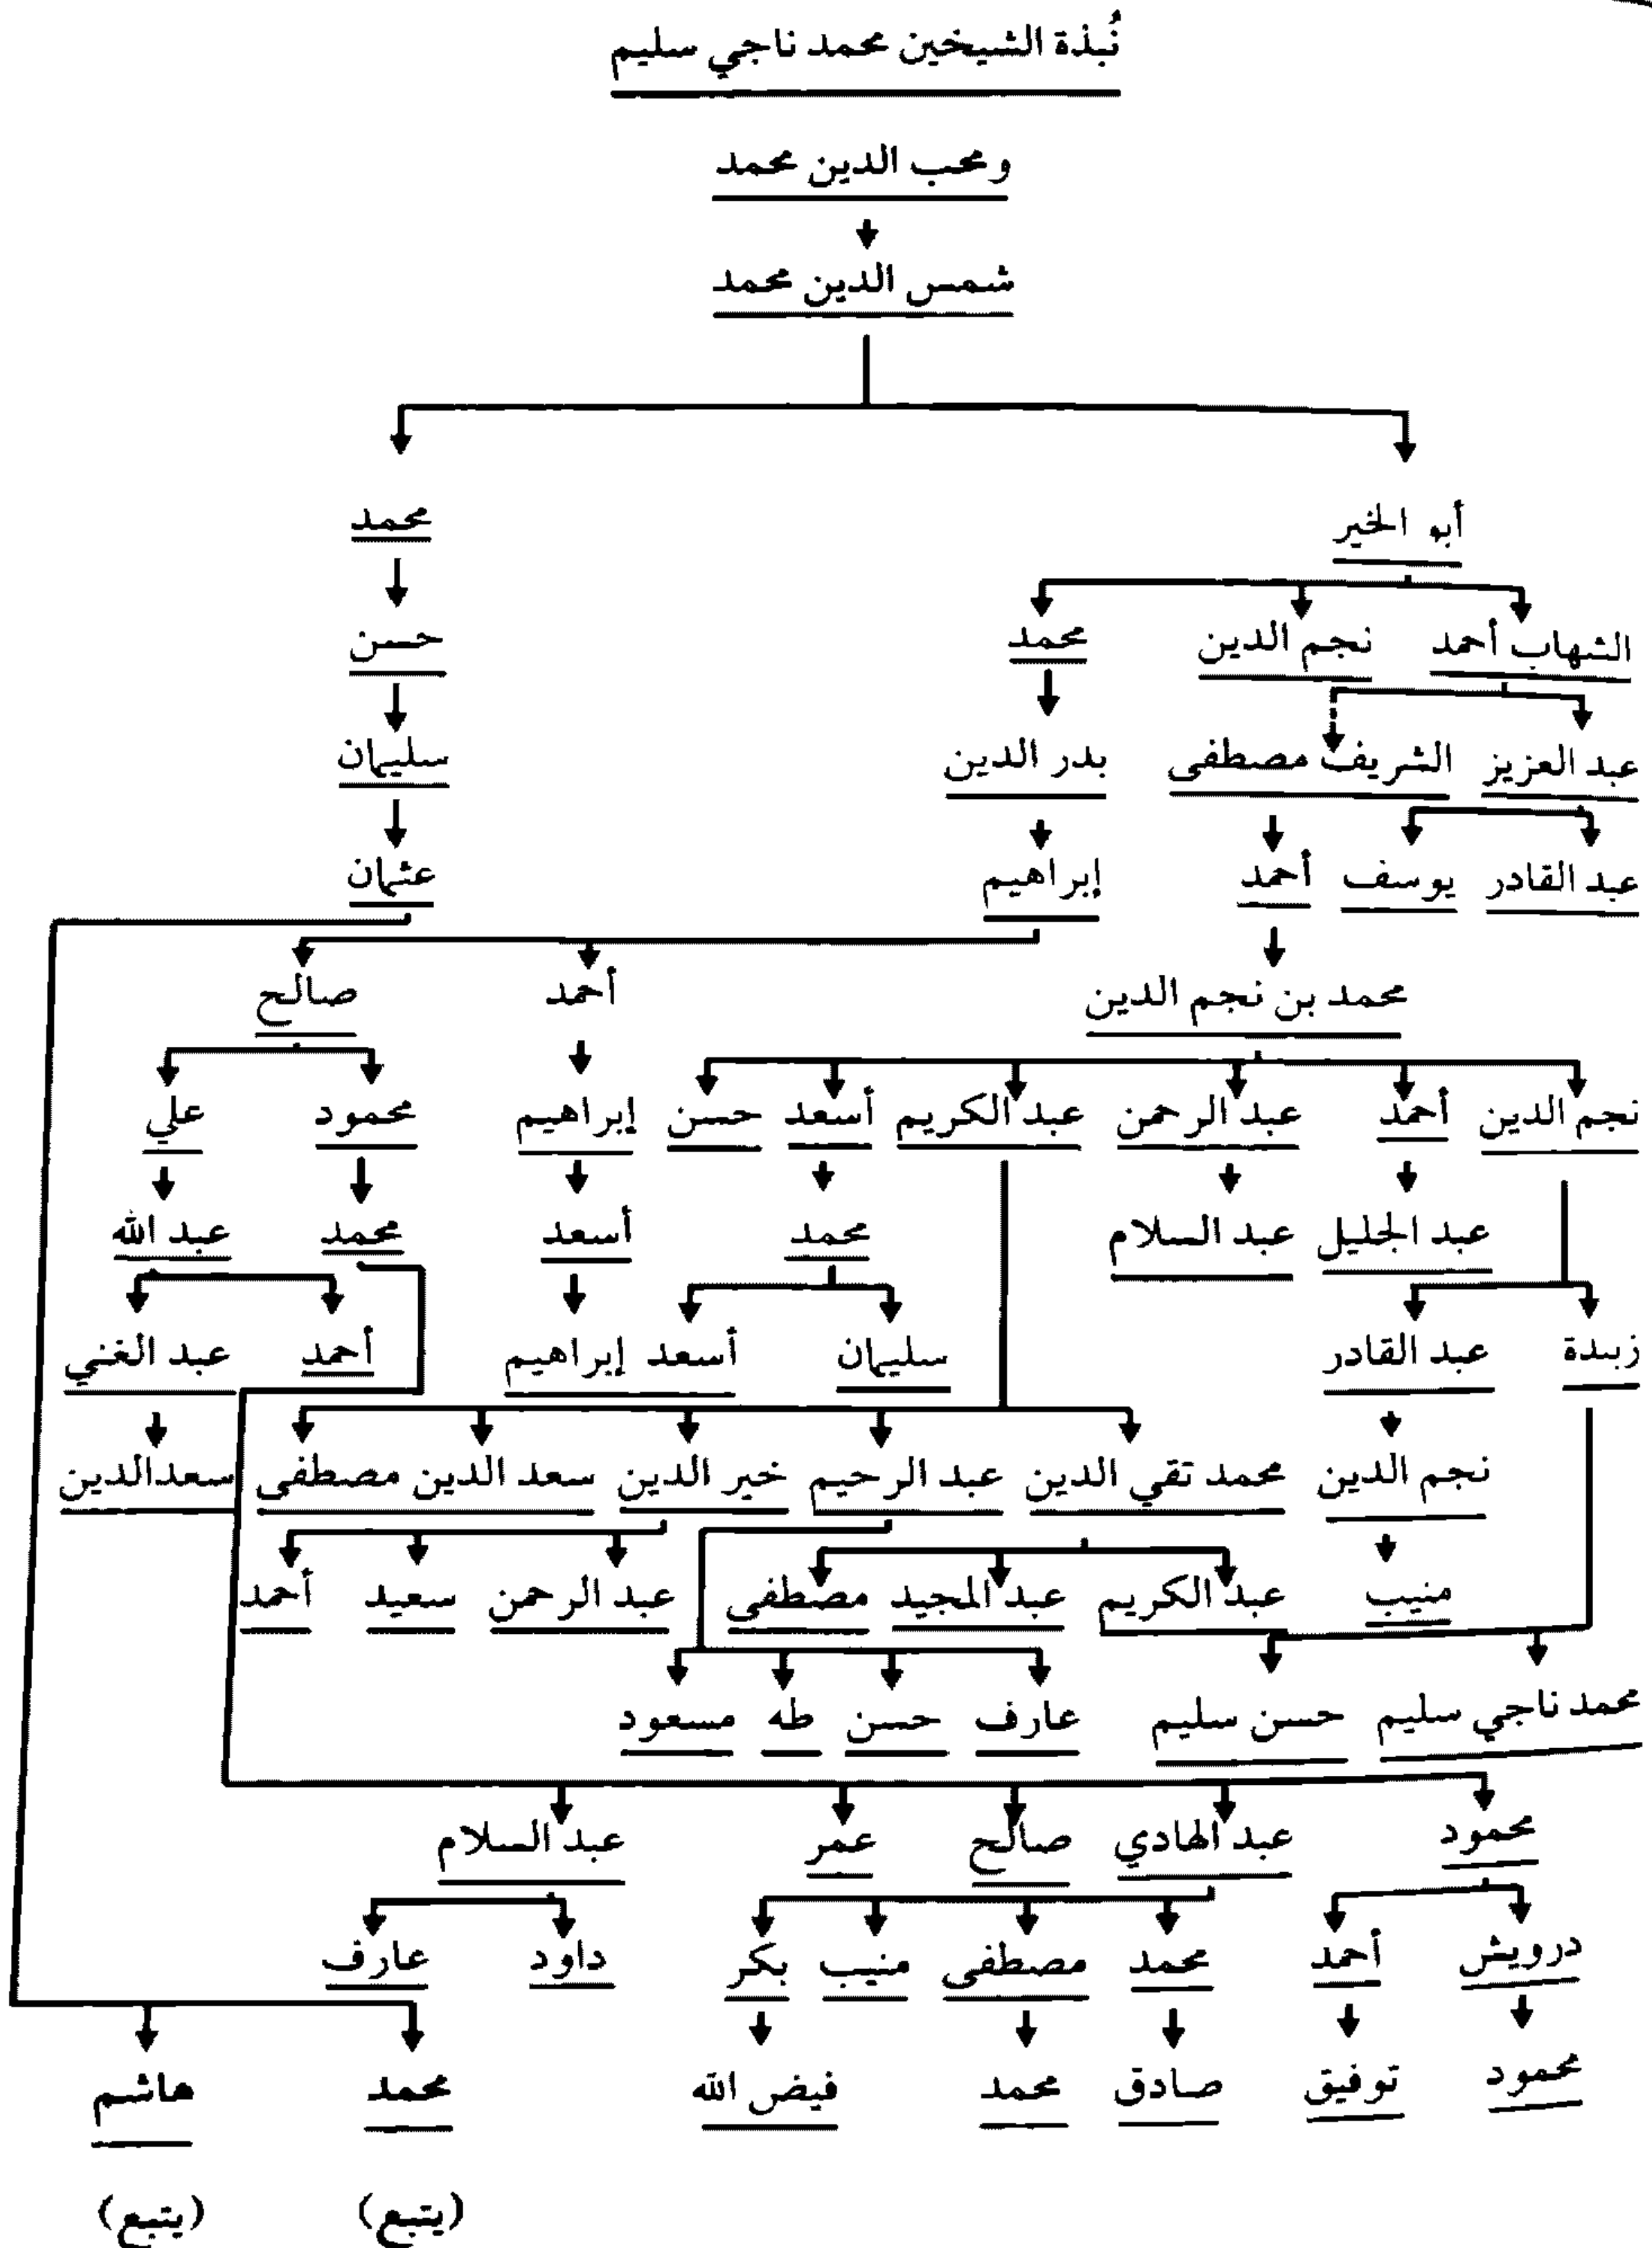 نُبذة الشيخين محمد ناجي سليم
ومحب الدين محمد
شمس الدين محمد
أبو الخير محمد
الشهاب أحمد نجم الدين محمد حسن
عبد العزيز الشريف مصطفى بدر الدين سليمان
عبد القادر يوسف أحمد إبراهيم عثمان
محمد بن نجم الدين أحمد صالح
نجم الدين أحمد عبد الرحمن عبد الكريم أسعد حسن إبراهيم محمود علي
عبد الجليل عبد السلام محمد أسعد محمد عبد الله
زبدة عبد القادر سليمان أسعد إبراهيم أحمد عبد الغني
نجم الدين محمد تقي الدين عبد الرحيم خير الدين سعد الدين مصطفى سعدالدين
منيب عبد الكريم عبد المجيد مصطفى عبد الرحمن سعيد أحمد
محمد ناجي سليم حسن سليم عارف حسن طه مسعود
محمود عبد الهادي صالح عمر عبد السلام
درويش أحمد محمد مصطفى منيب بكر داود عارف
محمود توفيق صادق محمد فيض الله محمد هاشم
(يتبع) (يتبع)